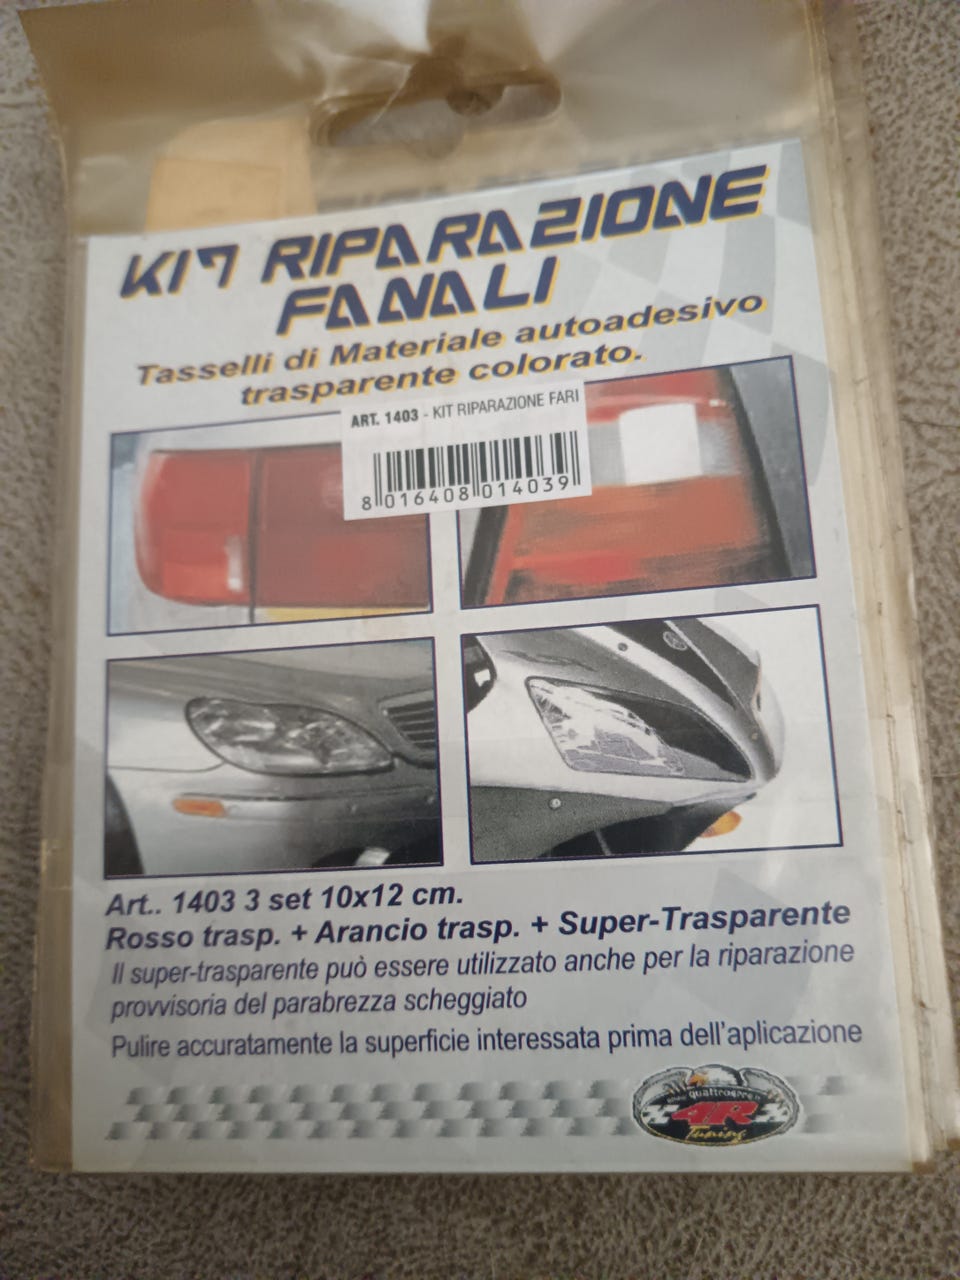 KIT RIPARAZIONE
FANALI
Tasselli di Materiale autoadesivo
trasparente colorato.
ART. 1403 - KIT RIPARAZIONE FARI
8 016408 014039
Art.. 1403 3 set 10x12 cm.
Rosso trasp. + Arancio trasp. + Super-Trasparente
Il super-trasparente può essere utilizzato anche per la riparazione
provvisoria del parabrezza scheggiato
Pulire accuratamente la superficie interessata prima dell'aplicazione
4R
Tuning